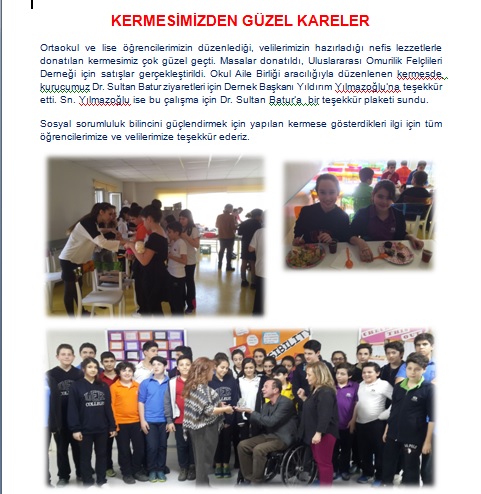 KERMESİMİZDEN GÜZEL KARELER
Ortaokul ve lise öğrencilerimizin düzenlediği, velilerimizin hazırladığı nefis lezzetlerle
donatılan kermesimiz çok güzel geçti. Masalar donatıldı, Uluslararası Omurilik Felçlileri
Derneği için satışlar gerçekleştirildi. Okul Aile Birliği aracılığıyla düzenlenen kermesde,
kurucumuz Dr. Sultan Batur ziyaretleri için Dernek Başkanı Yıldırım Yılmazoğlu'na teşekkür
etti. Sn. Yılmazoğlu ise bu çalışma için Dr. Sultan Batur'a bir teşekkür plaketi sundu.
Sosyal sorumluluk bilincini güçlendirmek için yapılan kermese gösterdikleri ilgi için tüm
öğrencilerimize ve velilerimize teşekkür ederiz.
COLLEGE